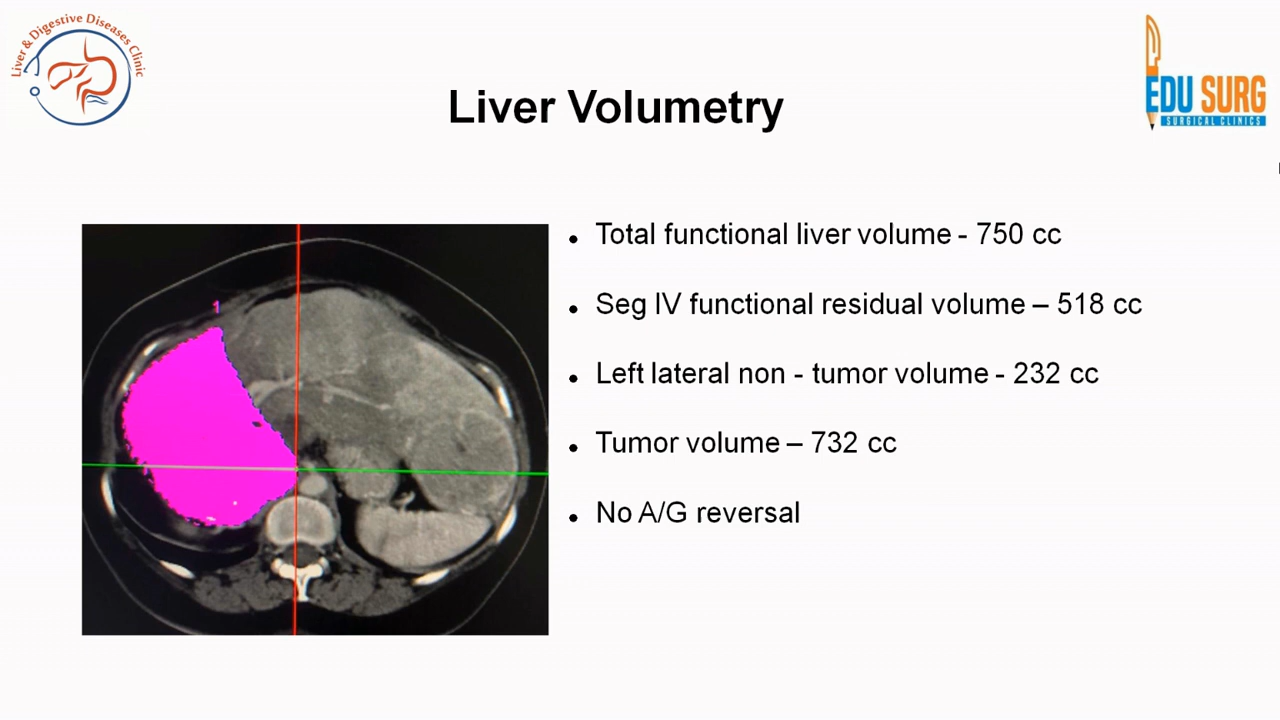 Liver & Digestive Diseases Clinic
EDU SURG
SURGICAL CLINICS
Liver Volumetry
1
Total functional liver volume - 750 cc
Seg IV functional residual volume – 518 cc
Left lateral non - tumor volume - 232 cc
Tumor volume – 732 cc
No A/G reversal